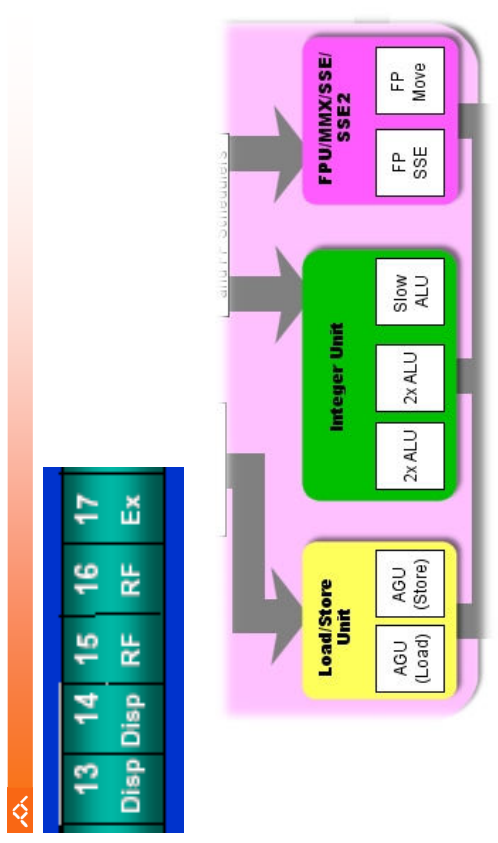 13 14 15 16 17
Disp Disp RF RF Ex
Load/Store
Unit
AGU
(Load)
AGU
(Store)
Integer Unit
2x ALU
2x ALU
Slow
ALU
FPU/MMX/SSE/
SSE2
FP
SSE
FP
Move